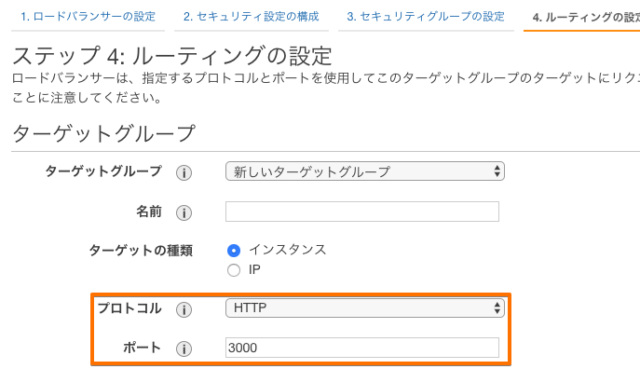 1. ロードバランサーの設定 2. セキュリティ設定の構成 3. セキュリティグループの設定 4. ルーティングの設定
ステップ 4: ルーティングの設定
ロードバランサーは、指定するプロトコルとポートを使用してこのターゲットグループのターゲットにリクエ
ことに注意してください。
ターゲットグループ
ターゲットグループ i 新しいターゲットグループ
名前 i
ターゲットの種類 インスタンス
IP
プロトコル i HTTP
ポート i 3000